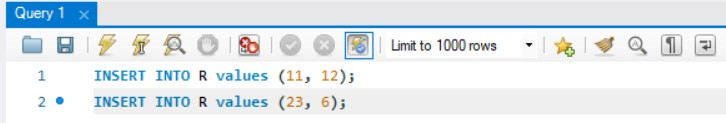 Query 1
Limit to 1000 rows
1 INSERT INTO R values (11, 12);
2 INSERT INTO R values (23, 6);